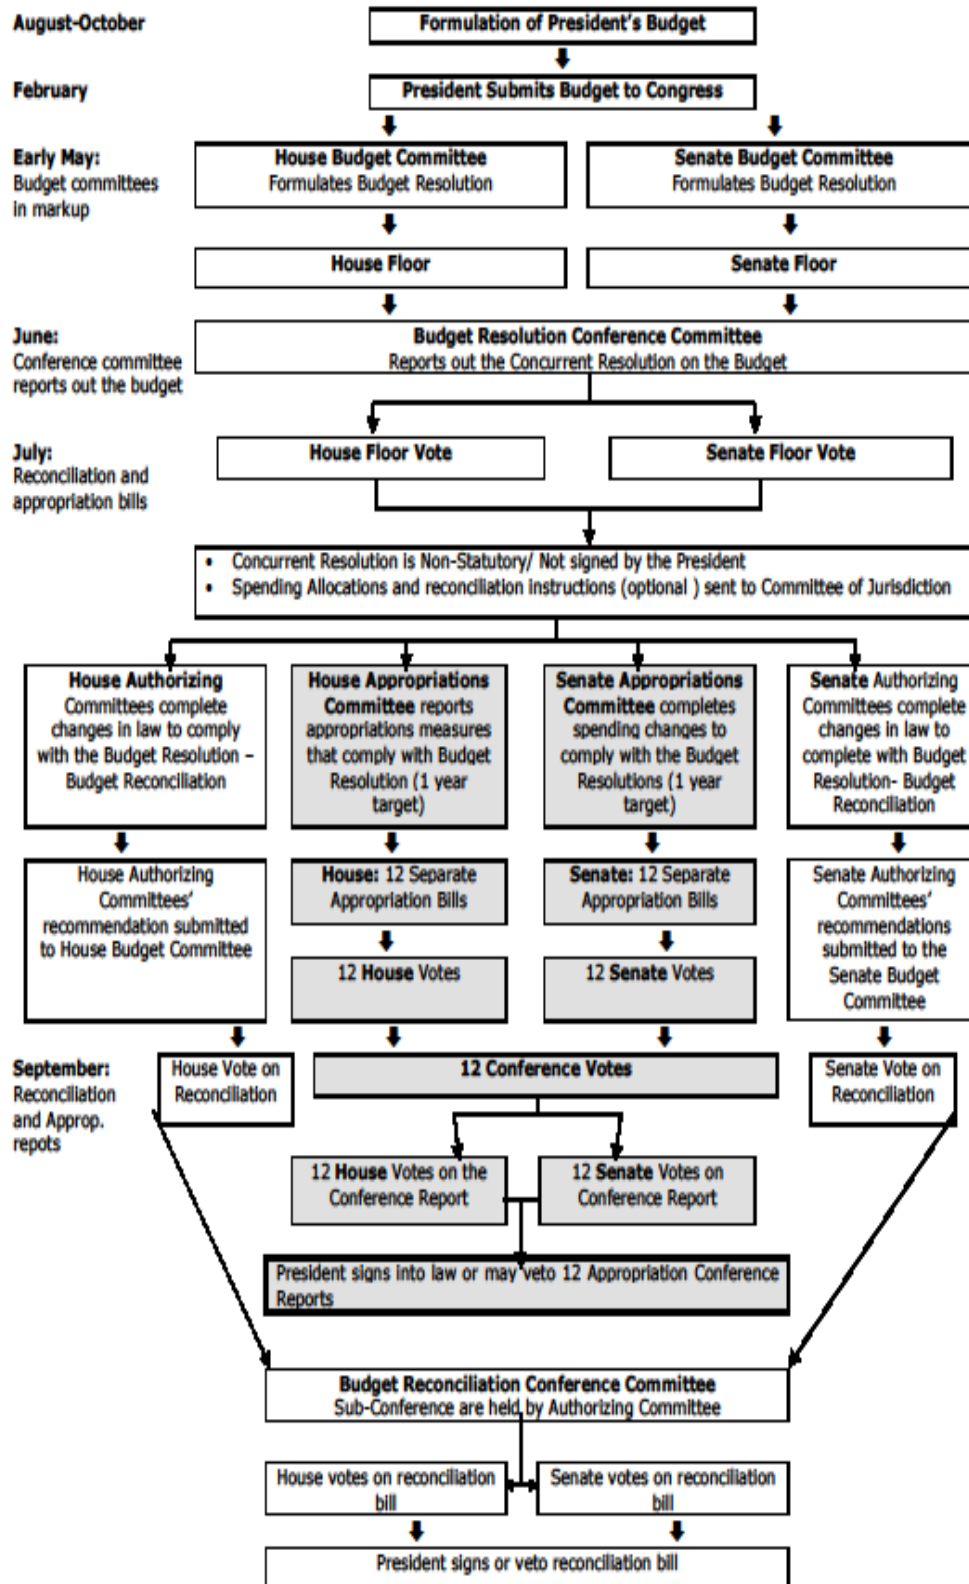 August-October
Formulation of President's Budget
February
President Submits Budget to Congress
Early May:
Budget committees
in markup
House Budget Committee
Formulates Budget Resolution
Senate Budget Committee
Formulates Budget Resolution
House Floor
Senate Floor
June:
Conference committee
reports out the budget
Budget Resolution Conference Committee
Reports out the Concurrent Resolution on the Budget
July:
Reconciliation and
appropriation bills
House Floor Vote
Senate Floor Vote
• Concurrent Resolution is Non-Statutory/ Not signed by the President
• Spending Allocations and reconciliation instructions (optional ) sent to Committee of Jurisdiction
House Authorizing
Committees complete
changes in law to comply
with the Budget Resolution –
Budget Reconciliation
House Appropriations
Committee reports
appropriations measures
that comply with Budget
Resolution (1 year
target)
Senate Appropriations
Committee completes
spending changes to
comply with the Budget
Resolutions (1 year
target)
Senate Authorizing
Committees complete
changes in law to
complete with Budget
Resolution- Budget
Reconciliation
House Authorizing
Committees'
recommendation submitted
to House Budget Committee
House: 12 Separate
Appropriation Bills
Senate: 12 Separate
Appropriation Bills
Senate Authorizing
Committees'
recommendations
submitted to the
Senate Budget
Committee
12 House Votes
12 Senate Votes
September:
Reconciliation
and Approp.
repots
House Vote on
Reconciliation
12 Conference Votes
Senate Vote on
Reconciliation
12 House Votes on the
Conference Report
12 Senate Votes on
Conference Report
President signs into law or may veto 12 Appropriation Conference
Reports
Budget Reconciliation Conference Committee
Sub-Conference are held by Authorizing Committee
House votes on reconciliation
bill
Senate votes on reconciliation
bill
President signs or veto reconciliation bill